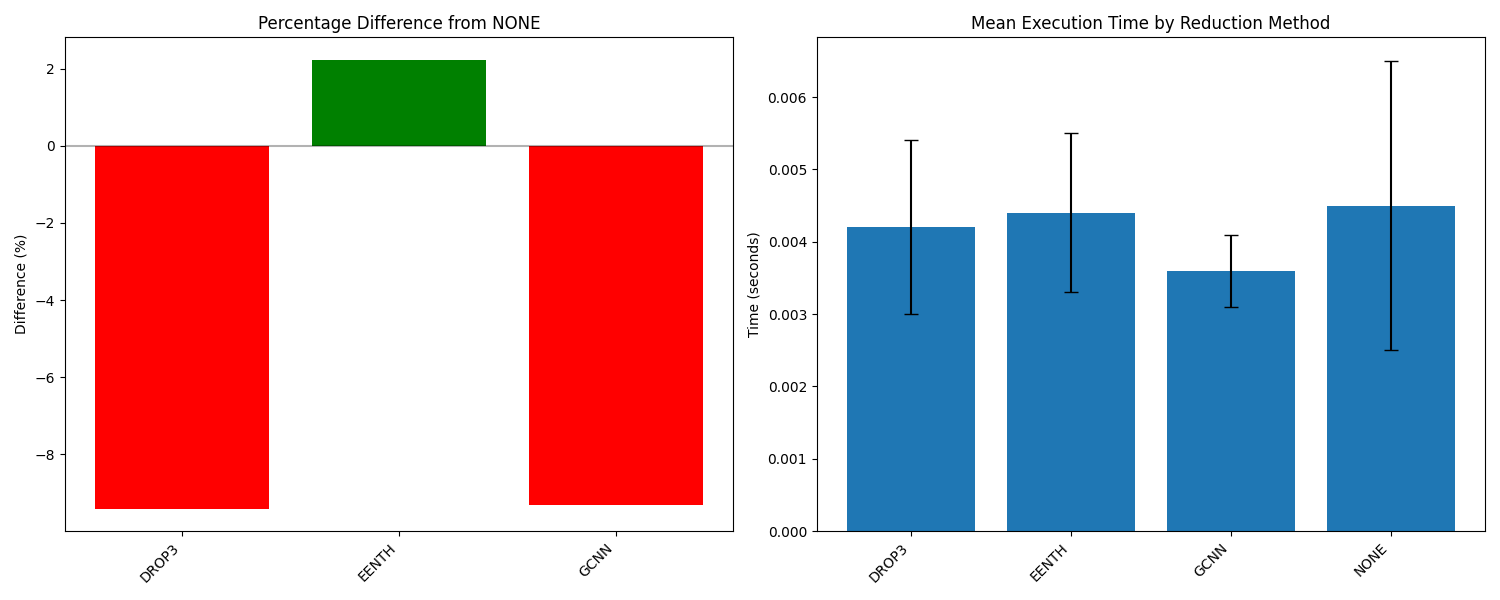 Percentage Difference from NONE
Difference (%)
2
0
−2
−4
−6
−8
DROP3
EENTH
GCNN
Mean Execution Time by Reduction Method
Time (seconds)
0.006
0.005
0.004
0.003
0.002
0.001
0.000
DROP3
EENTH
GCNN
NONE